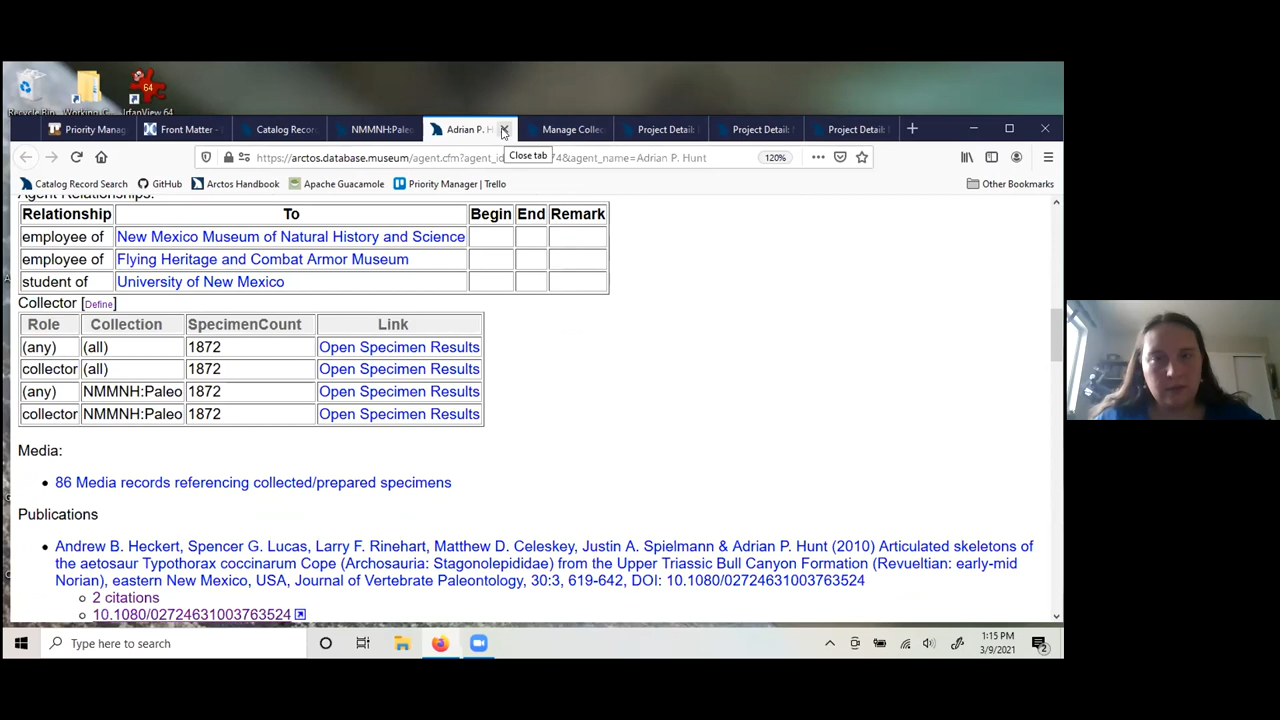 64
Recycle Bin
IrfanView 64
Priority Manag
Front Matter -
Catalog Recor
NMMNH:Paleo
Adrian P. H
Manage Collec
Project Detail:
Project Detail:
Project Detail:
https://arctos.database.museum/agent.cfm?agent_id 74&agent_name=Adrian P. Hunt
120%
Close tab
Catalog Record Search
GitHub
Arctos Handbook
Apache Guacamole
Priority Manager | Trello
Other Bookmarks
Agent Relationships:
Relationship To Begin End Remark
employee of New Mexico Museum of Natural History and Science
employee of Flying Heritage and Combat Armor Museum
student of University of New Mexico
Collector [Define]
Role Collection SpecimenCount Link
(any) (all) 1872 Open Specimen Results
collector (all) 1872 Open Specimen Results
(any) NMMNH:Paleo 1872 Open Specimen Results
collector NMMNH:Paleo 1872 Open Specimen Results
Media:
86 Media records referencing collected/prepared specimens
Publications
Andrew B. Heckert, Spencer G. Lucas, Larry F. Rinehart, Matthew D. Celeskey, Justin A. Spielmann & Adrian P. Hunt (2010) Articulated skeletons of
the aetosaur Typothorax coccinarum Cope (Archosauria: Stagonolepididae) from the Upper Triassic Bull Canyon Formation (Revueltian: early-mid
Norian), eastern New Mexico, USA, Journal of Vertebrate Paleontology, 30:3, 619-642, DOI: 10.1080/02724631003763524
2 citations
10.1080/02724631003763524
Type here to search
1:15 PM
3/9/2021
2